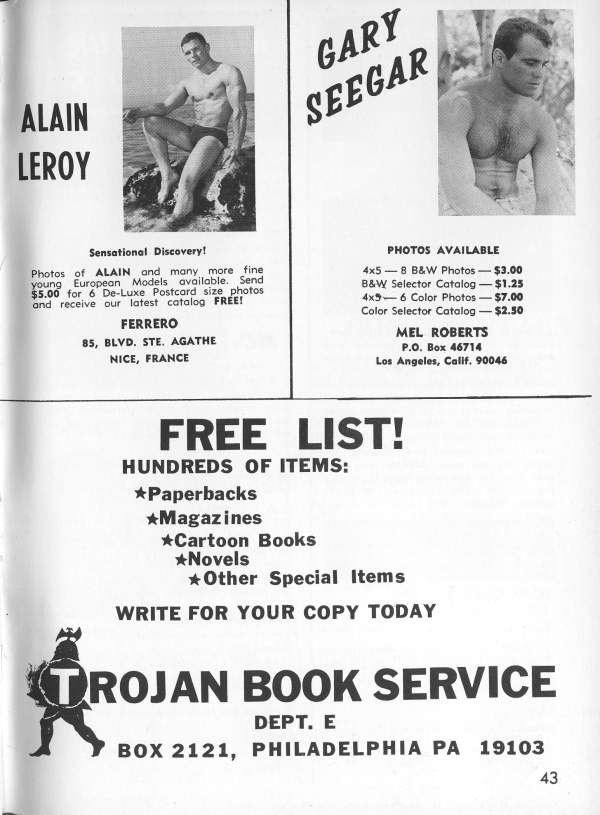 ALAIN
LEROY
Sensational Discovery!
Photos of ALAIN and many more fine
young European Models available. Send
$5.00 for 6 De-Luxe Postcard size photos
and receive our latest catalog FREE!
FERRERO
85, BLVD. STE. AGATHE
NICE, FRANCE
GARY
SEEGAR
PHOTOS AVAILABLE
4x5 — 8 B&W Photos — $3.00
B&W Selector Catalog — $1.25
4x5 — 6 Color Photos — $7.00
Color Selector Catalog — $2.50
MEL ROBERTS
P.O. Box 46714
Los Angeles, Calif. 90046
FREE LIST!
HUNDREDS OF ITEMS:
★Paperbacks
★Magazines
★Cartoon Books
★Novels
★Other Special Items
WRITE FOR YOUR COPY TODAY
TROJAN BOOK SERVICE
DEPT. E
BOX 2121, PHILADELPHIA PA 19103
43